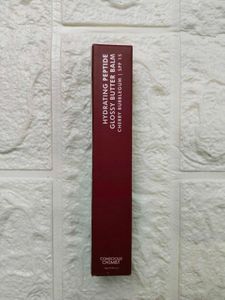 HYDRATING PEPTIDE
GLOSSY BUTTER BALM
CHERRY BUBBLEGUM | SPF 15
CONSCIOUS
CHEMIST